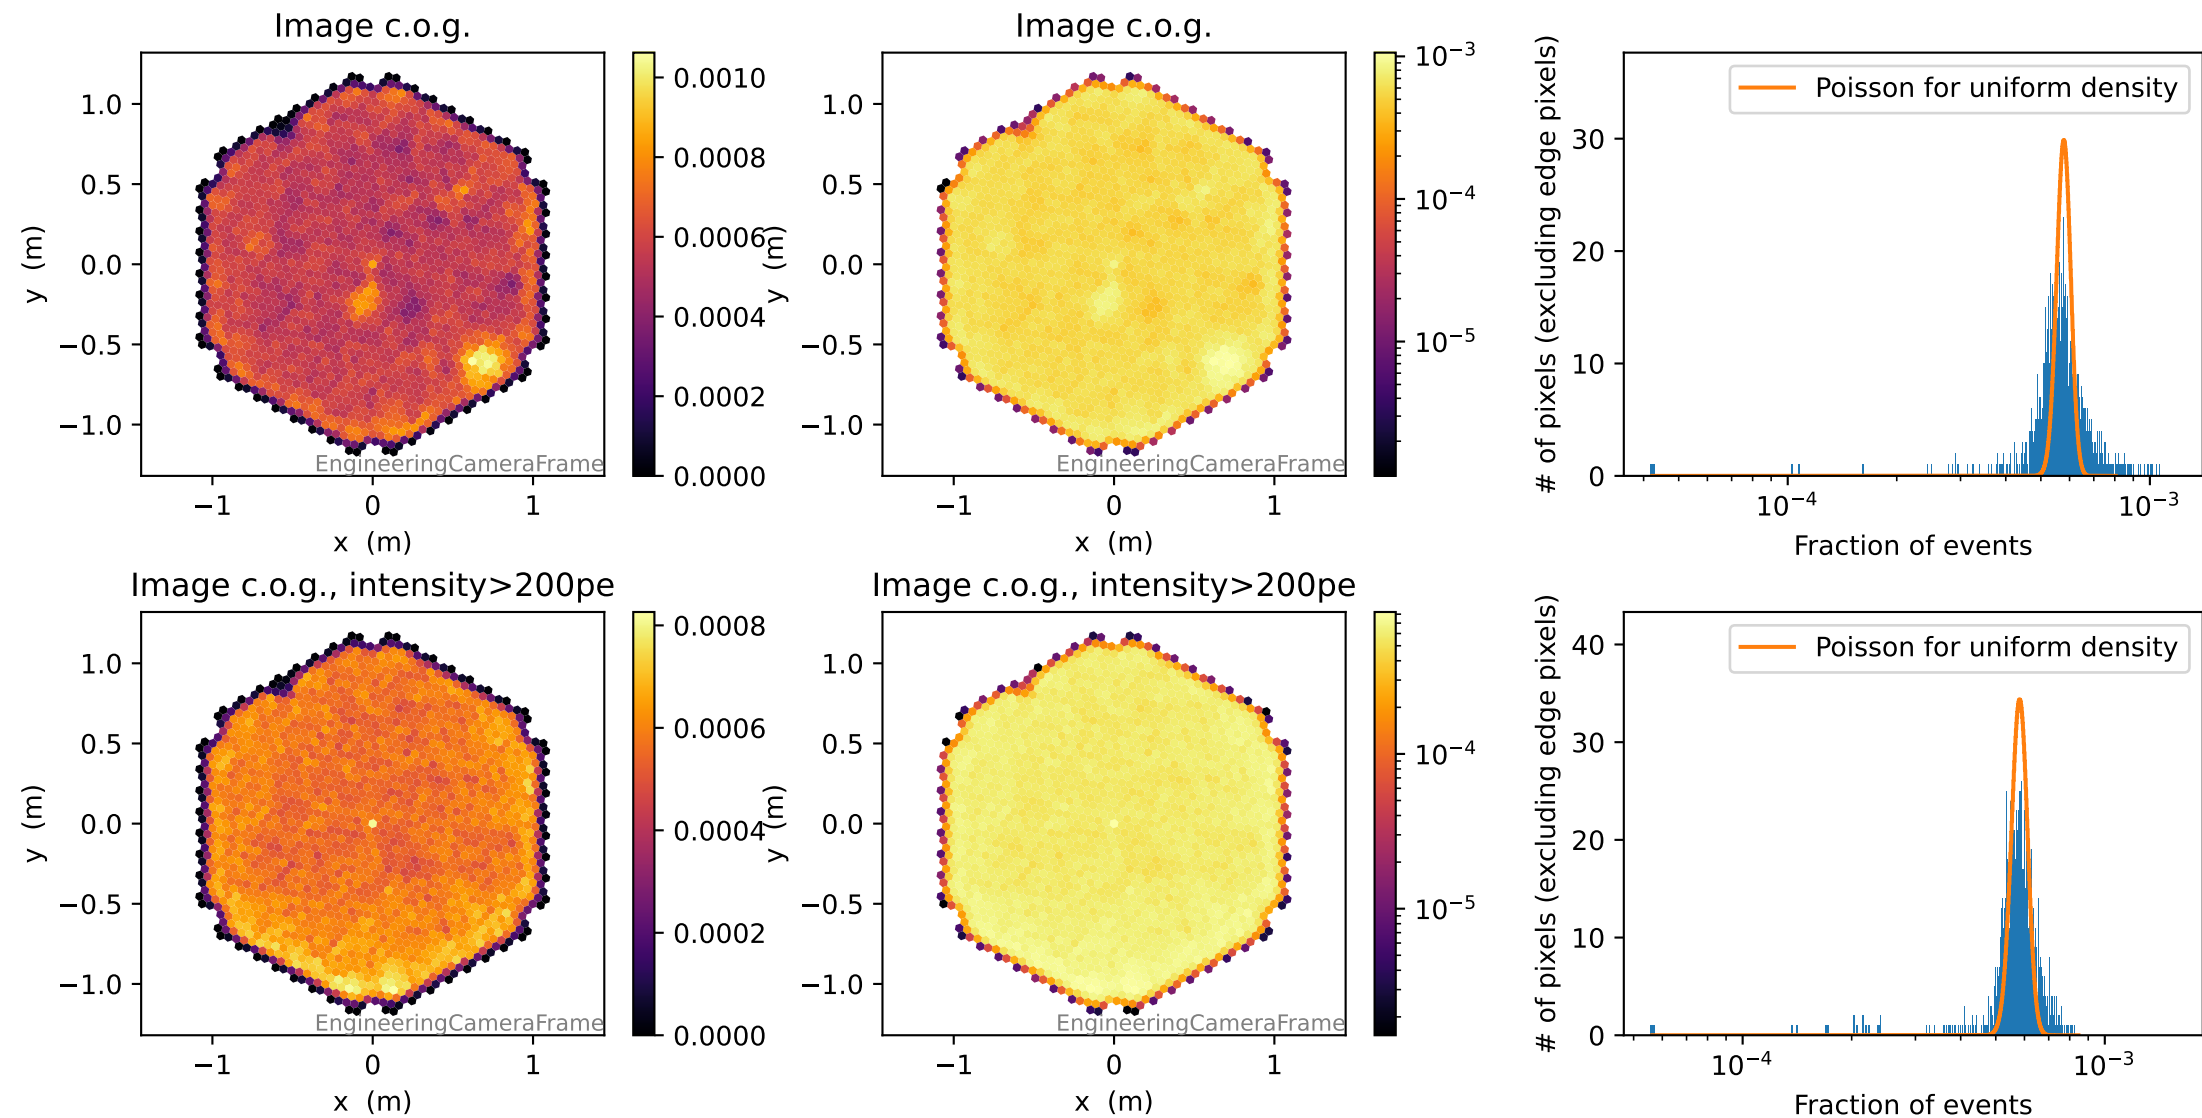 Image c.o.g.
1.0
0.5
0.0
−0.5
−1.0
y (m)
−1
0
1
x (m)
EngineeringCameraFrame
0.0010
0.0008
0.0006
0.0004
0.0002
0.0000
Image c.o.g.
1.0
0.5
0.0
−0.5
−1.0
y (m)
−1
0
1
x (m)
EngineeringCameraFrame
10⁻³
10⁻⁴
10⁻⁵
Poisson for uniform density
30
20
10
0
# of pixels (excluding edge pixels)
10⁻⁴
10⁻³
Fraction of events
Image c.o.g., intensity>200pe
1.0
0.5
0.0
−0.5
−1.0
y (m)
−1
0
1
x (m)
EngineeringCameraFrame
0.0008
0.0006
0.0004
0.0002
0.0000
Image c.o.g., intensity>200pe
1.0
0.5
0.0
−0.5
−1.0
y (m)
−1
0
1
x (m)
EngineeringCameraFrame
10⁻⁴
10⁻⁵
Poisson for uniform density
40
30
20
10
0
# of pixels (excluding edge pixels)
10⁻⁴
10⁻³
Fraction of events